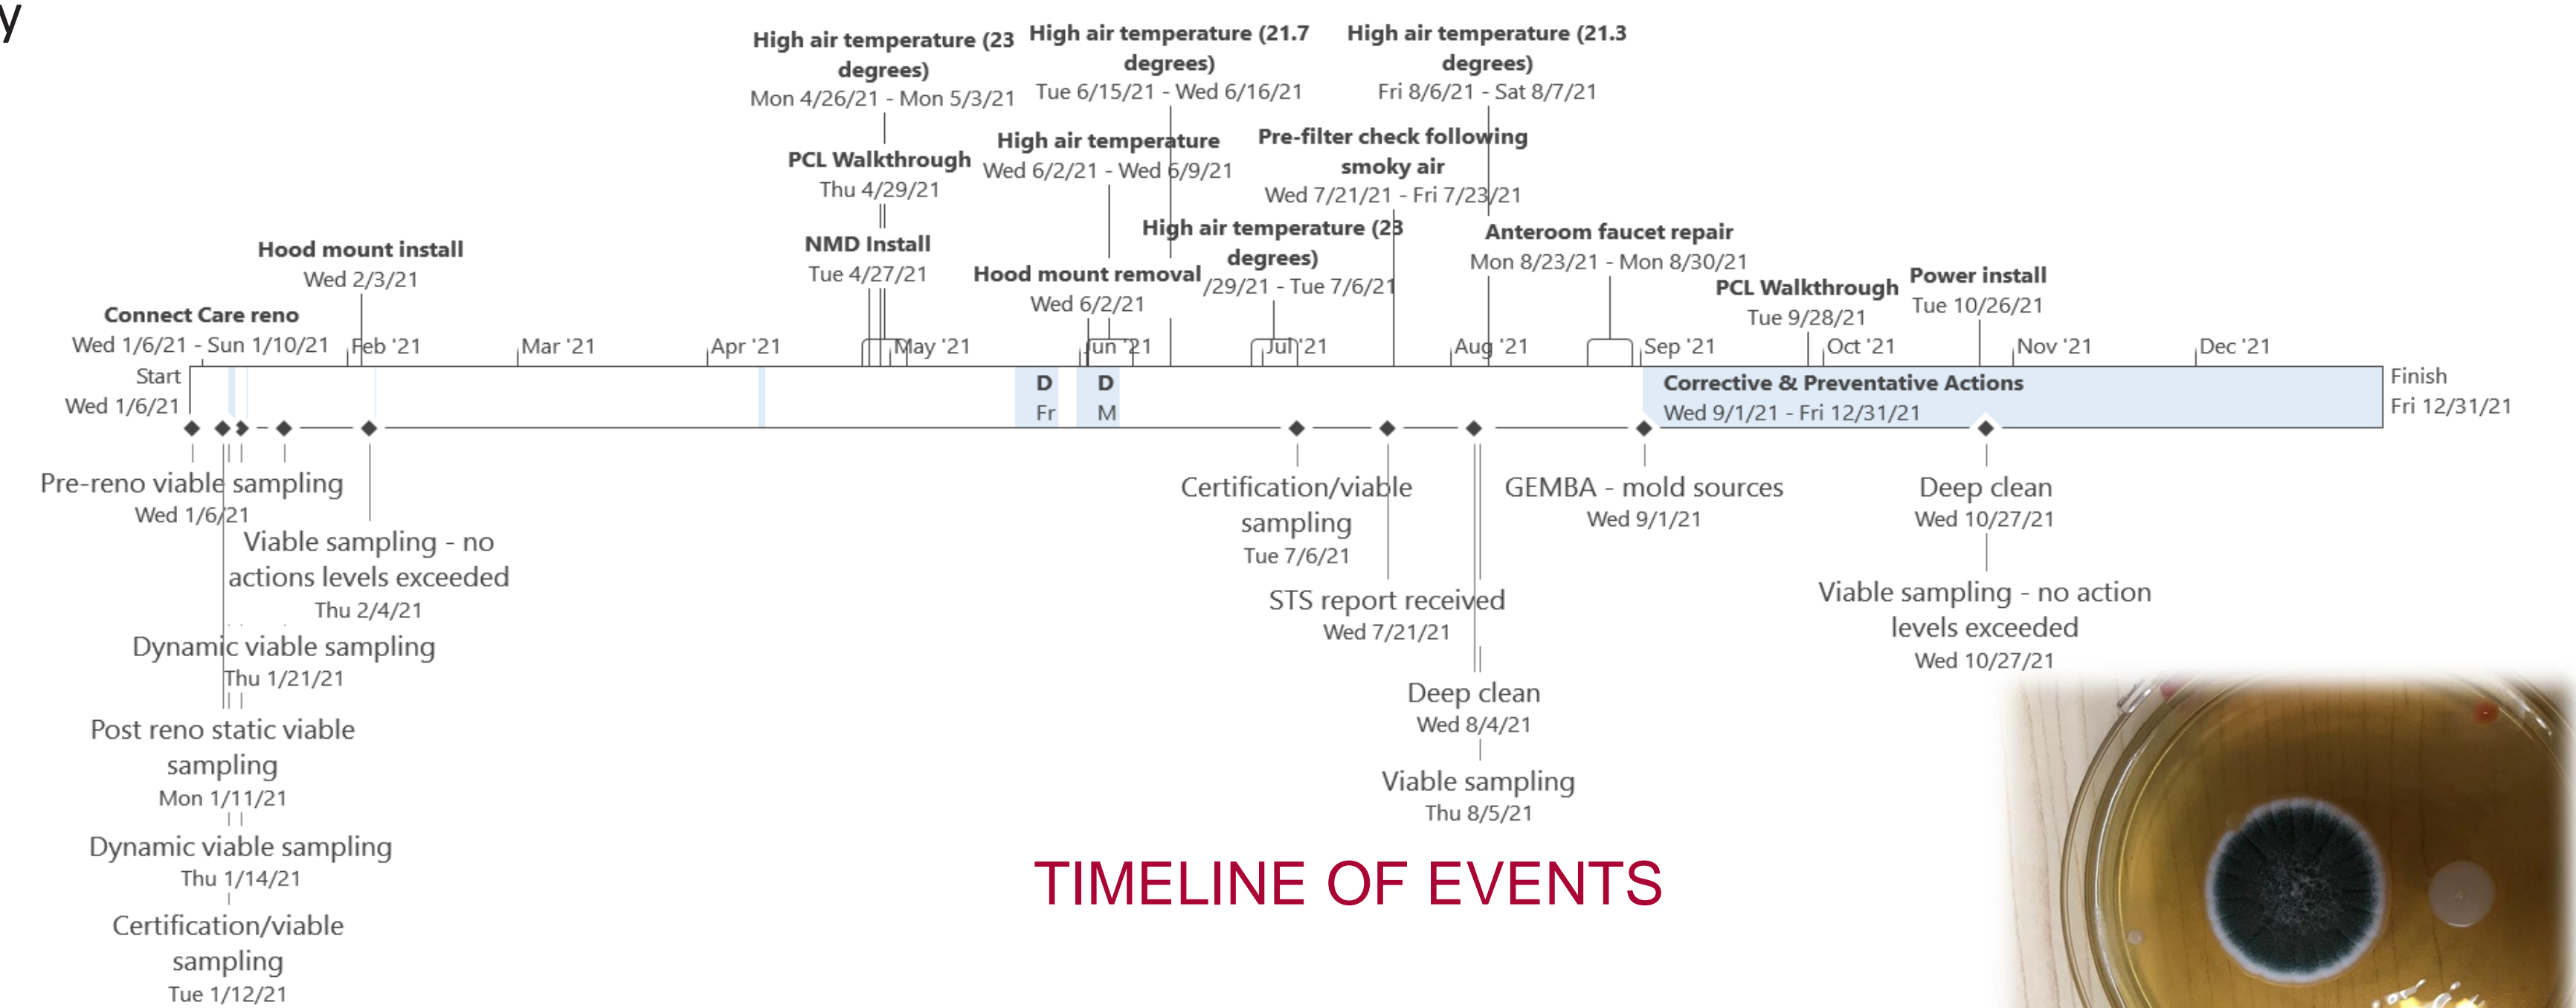 y
High air temperature (23
degrees)
Mon 4/26/21 - Mon 5/3/21
High air temperature (21.7
degrees)
Tue 6/15/21 - Wed 6/16/21
High air temperature (21.3
degrees)
Fri 8/6/21 - Sat 8/7/21
PCL Walkthrough
Thu 4/29/21
High air temperature
Wed 6/2/21 - Wed 6/9/21
Pre-filter check following
smoky air
Wed 7/21/21 - Fri 7/23/21
Hood mount install
Wed 2/3/21
NMD Install
Tue 4/27/21
High air temperature (23
degrees)
/29/21 - Tue 7/6/21
Anteroom faucet repair
Mon 8/23/21 - Mon 8/30/21
Hood mount removal
Wed 6/2/21
PCL Walkthrough
Tue 9/28/21
Power install
Tue 10/26/21
Connect Care reno
Wed 1/6/21 - Sun 1/10/21
Feb '21
Mar '21
Apr '21
May '21
Jun '21
Jul '21
Aug '21
Sep '21
Oct '21
Nov '21
Dec '21
Start
Wed 1/6/21
D
Fr
D
M
Corrective & Preventative Actions
Wed 9/1/21 - Fri 12/31/21
Finish
Fri 12/31/21
Pre-reno viable sampling
Wed 1/6/21
Viable sampling - no
actions levels exceeded
Thu 2/4/21
Dynamic viable sampling
Thu 1/21/21
Post reno static viable
sampling
Mon 1/11/21
Dynamic viable sampling
Thu 1/14/21
Certification/viable
sampling
Tue 1/12/21
Certification/viable
sampling
Tue 7/6/21
STS report received
Wed 7/21/21
Deep clean
Wed 8/4/21
Viable sampling
Thu 8/5/21
GEMBA - mold sources
Wed 9/1/21
Deep clean
Wed 10/27/21
Viable sampling - no action
levels exceeded
Wed 10/27/21
TIMELINE OF EVENTS